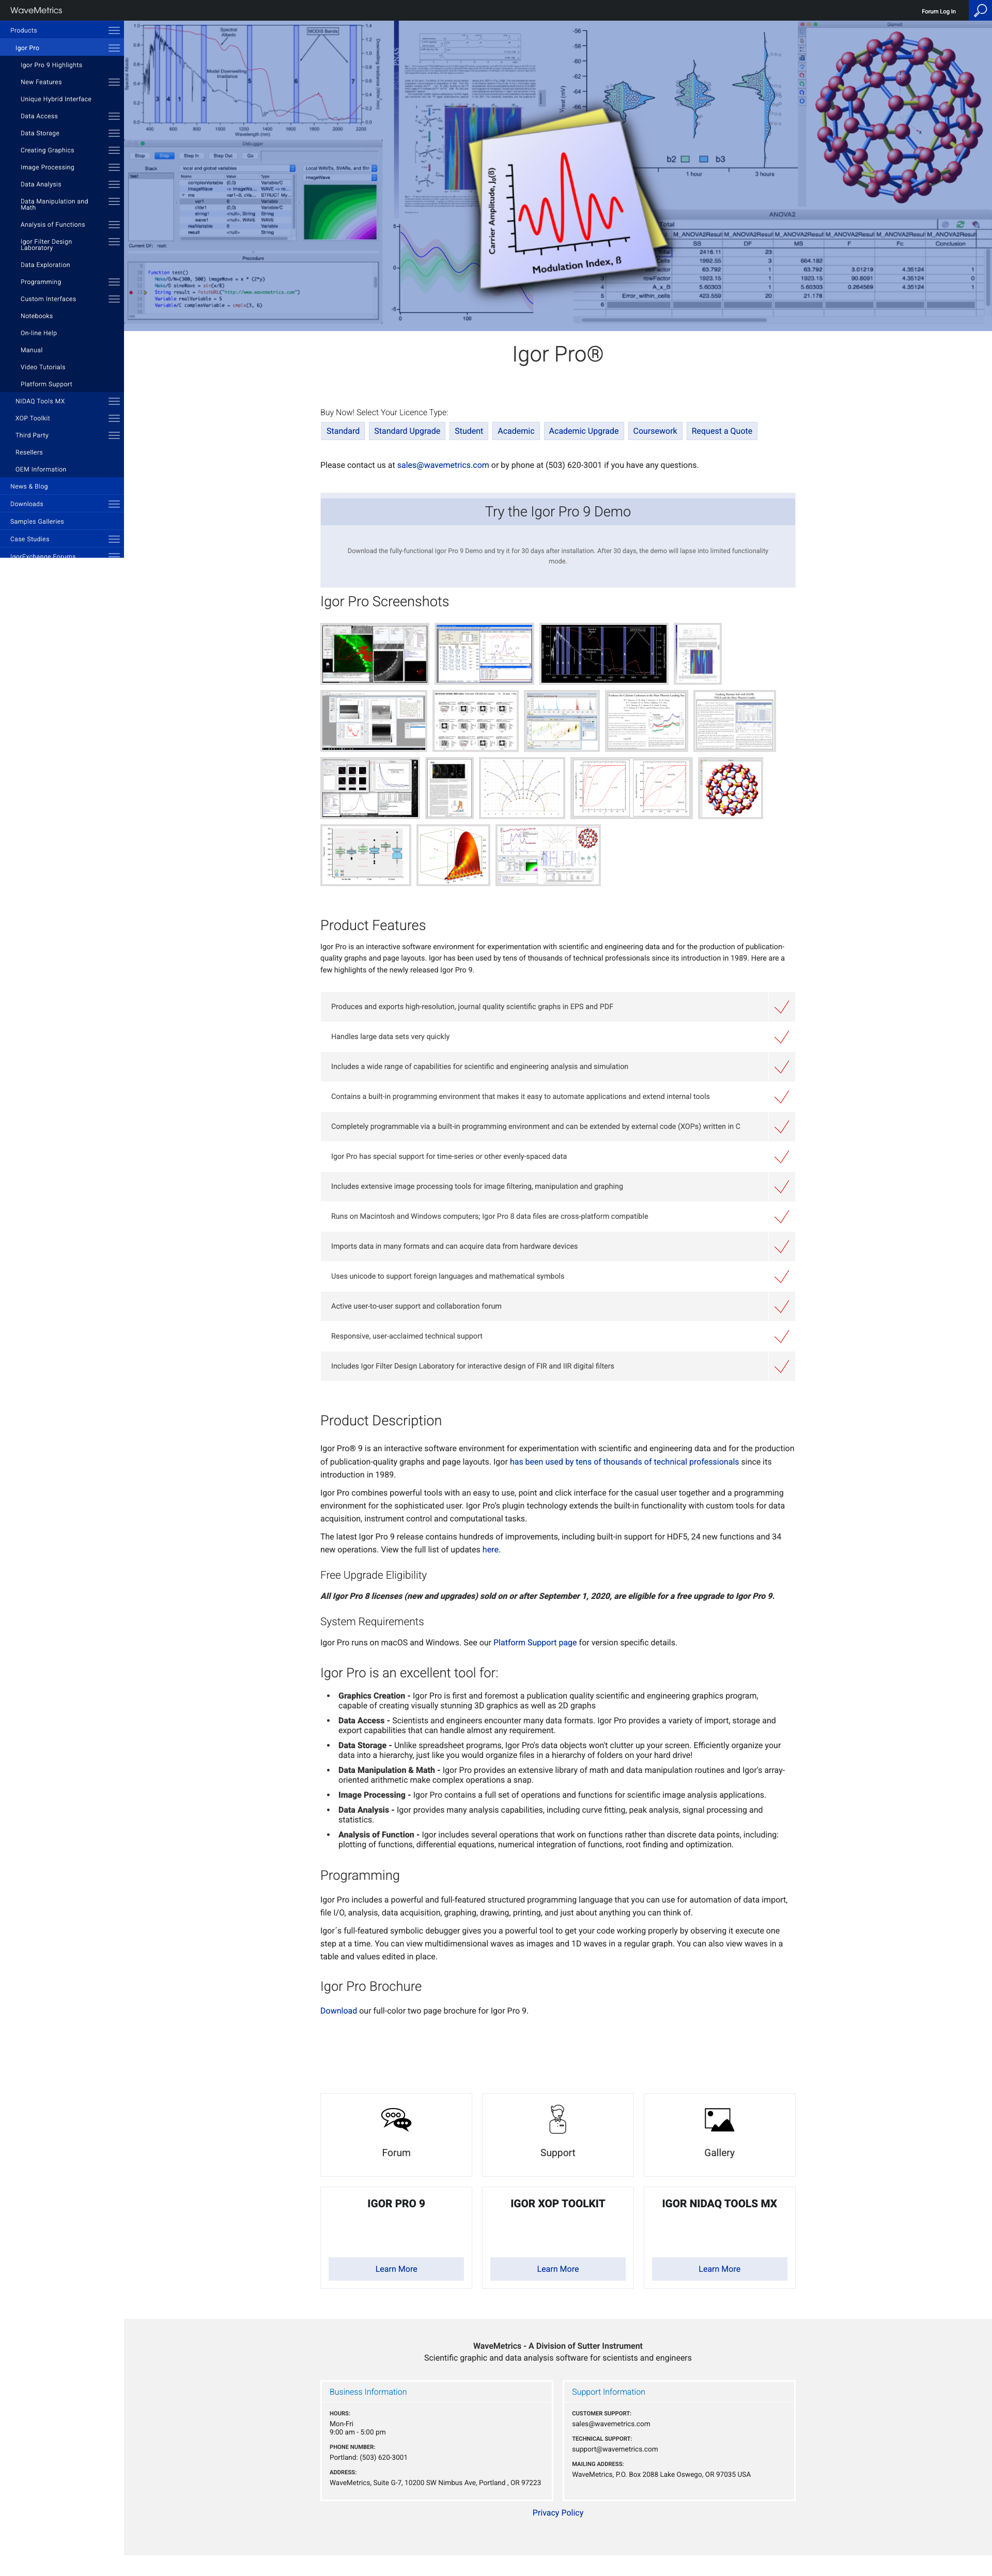 WaveMetrics
Forum Log In
Products
Igor Pro
Igor Pro 9 Highlights
New Features
Unique Hybrid Interface
Data Access
Data Storage
Creating Graphics
Image Processing
Data Analysis
Data Manipulation and
Math
Analysis of Functions
Igor Filter Design
Laboratory
Data Exploration
Programming
Custom Interfaces
Notebooks
On-line Help
Manual
Video Tutorials
Platform Support
NIDAQ Tools MX
XOP Toolkit
Third Party
Resellers
OEM Information
News & Blog
Downloads
Samples Galleries
Case Studies
IgorExchange Forums
MODIS Bands
Model Downwelling
Irradiance
Wavelength (nm)
Debugger
Stop Step Step In Step Out Go
Stack
Procedure
b2 b3
1 hour 3 hours
Carrier Amplitude, J₀(B)
Modulation Index, ß
ANOVA2
Total
SS DF MS F Fc Conclusion
Error_within_cells 423.559 20 21.178
Igor Pro®
Buy Now! Select Your Licence Type:
Standard Standard Upgrade Student Academic Academic Upgrade Coursework Request a Quote
Please contact us at sales@wavemetrics.com or by phone at (503) 620-3001 if you have any questions.
Try the Igor Pro 9 Demo
Download the fully-functional Igor Pro 9 Demo and try it for 30 days after installation. After 30 days, the demo will lapse into limited functionality
mode.
Igor Pro Screenshots
Product Features
Igor Pro is an interactive software environment for experimentation with scientific and engineering data and for the production of publication-
quality graphs and page layouts. Igor has been used by tens of thousands of technical professionals since its introduction in 1989. Here are a
few highlights of the newly released Igor Pro 9.
Produces and exports high-resolution, journal quality scientific graphs in EPS and PDF
Handles large data sets very quickly
Includes a wide range of capabilities for scientific and engineering analysis and simulation
Contains a built-in programming environment that makes it easy to automate applications and extend internal tools
Completely programmable via a built-in programming environment and can be extended by external code (XOPs) written in C
Igor Pro has special support for time-series or other evenly-spaced data
Includes extensive image processing tools for image filtering, manipulation and graphing
Runs on Macintosh and Windows computers; Igor Pro 8 data files are cross-platform compatible
Imports data in many formats and can acquire data from hardware devices
Uses unicode to support foreign languages and mathematical symbols
Active user-to-user support and collaboration forum
Responsive, user-acclaimed technical support
Includes Igor Filter Design Laboratory for interactive design of FIR and IIR digital filters
Product Description
Igor Pro® 9 is an interactive software environment for experimentation with scientific and engineering data and for the production
of publication-quality graphs and page layouts. Igor has been used by tens of thousands of technical professionals since its
introduction in 1989.
Igor Pro combines powerful tools with an easy to use, point and click interface for the casual user together and a programming
environment for the sophisticated user. Igor Pro's plugin technology extends the built-in functionality with custom tools for data
acquisition, instrument control and computational tasks.
The latest Igor Pro 9 release contains hundreds of improvements, including built-in support for HDF5, 24 new functions and 34
new operations. View the full list of updates here.
Free Upgrade Eligibility
All Igor Pro 8 licenses (new and upgrades) sold on or after September 1, 2020, are eligible for a free upgrade to Igor Pro 9.
System Requirements
Igor Pro runs on macOS and Windows. See our Platform Support page for version specific details.
Igor Pro is an excellent tool for:
• Graphics Creation - Igor Pro is first and foremost a publication quality scientific and engineering graphics program,
capable of creating visually stunning 3D graphics as well as 2D graphs
• Data Access - Scientists and engineers encounter many data formats. Igor Pro provides a variety of import, storage and
export capabilities that can handle almost any requirement.
• Data Storage - Unlike spreadsheet programs, Igor Pro's data objects won't clutter up your screen. Efficiently organize your
data into a hierarchy, just like you would organize files in a hierarchy of folders on your hard drive!
• Data Manipulation & Math - Igor Pro provides an extensive library of math and data manipulation routines and Igor's array-
oriented arithmetic make complex operations a snap.
• Image Processing - Igor Pro contains a full set of operations and functions for scientific image analysis applications.
• Data Analysis - Igor provides many analysis capabilities, including curve fitting, peak analysis, signal processing and
statistics.
• Analysis of Function - Igor includes several operations that work on functions rather than discrete data points, including:
plotting of functions, differential equations, numerical integration of functions, root finding and optimization.
Programming
Igor Pro includes a powerful and full-featured structured programming language that you can use for automation of data import,
file I/O, analysis, data acquisition, graphing, drawing, printing, and just about anything you can think of.
Igor´s full-featured symbolic debugger gives you a powerful tool to get your code working properly by observing it execute one
step at a time. You can view multidimensional waves as images and 1D waves in a regular graph. You can also view waves in a
table and values edited in place.
Igor Pro Brochure
Download our full-color two page brochure for Igor Pro 9.
Forum Support Gallery
IGOR PRO 9 IGOR XOP TOOLKIT IGOR NIDAQ TOOLS MX
Learn More Learn More Learn More
WaveMetrics - A Division of Sutter Instrument
Scientific graphic and data analysis software for scientists and engineers
Business Information
HOURS:
Mon-Fri
9:00 am - 5:00 pm
PHONE NUMBER:
Portland: (503) 620-3001
ADDRESS:
WaveMetrics, Suite G-7, 10200 SW Nimbus Ave, Portland , OR 97223
Support Information
CUSTOMER SUPPORT:
sales@wavemetrics.com
TECHNICAL SUPPORT:
support@wavemetrics.com
MAILING ADDRESS:
WaveMetrics, P.O. Box 2088 Lake Oswego, OR 97035 USA
Privacy Policy